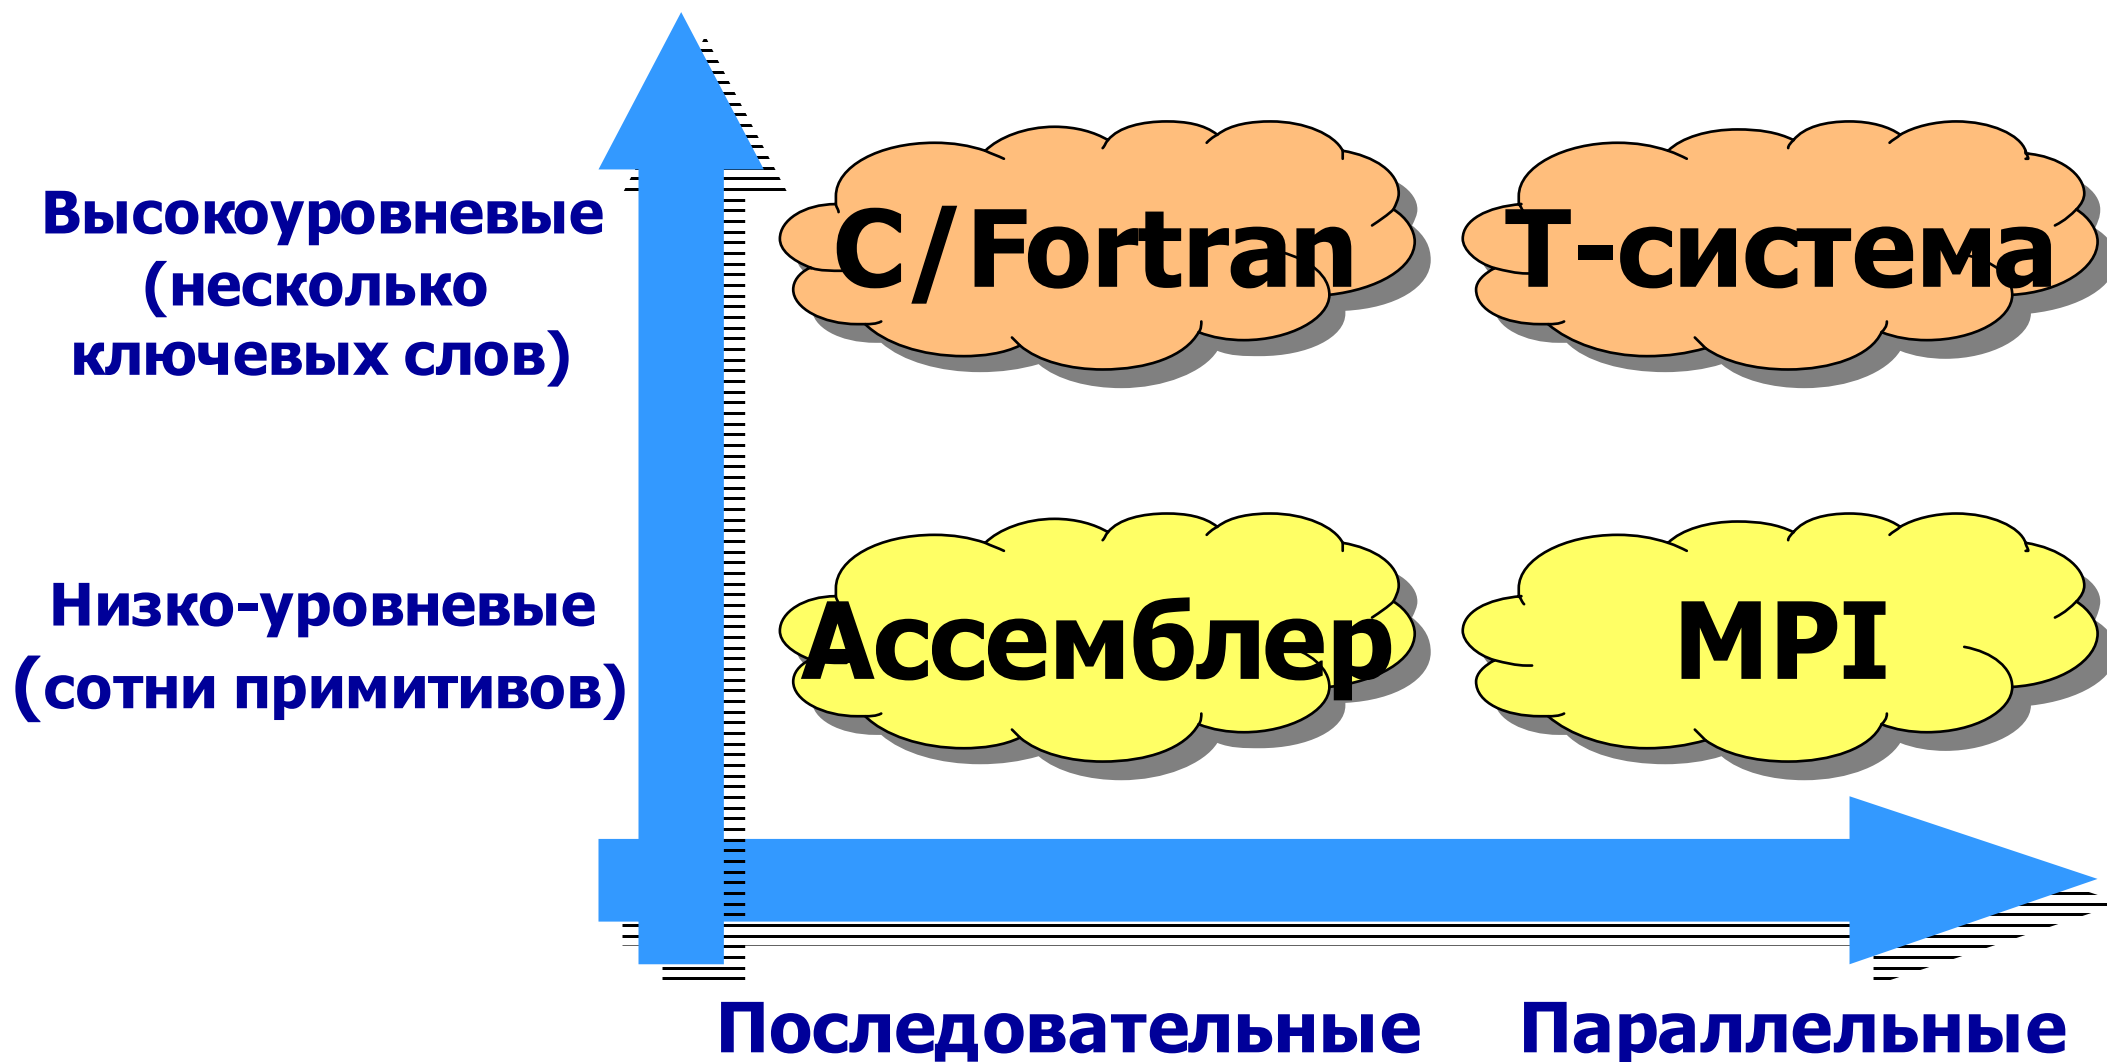 Высокоуровневые
(несколько
ключевых слов)
C/Fortran
Т-система
Низко-уровневые
(сотни примитивов)
Ассемблер
MPI
Последовательные
Параллельные